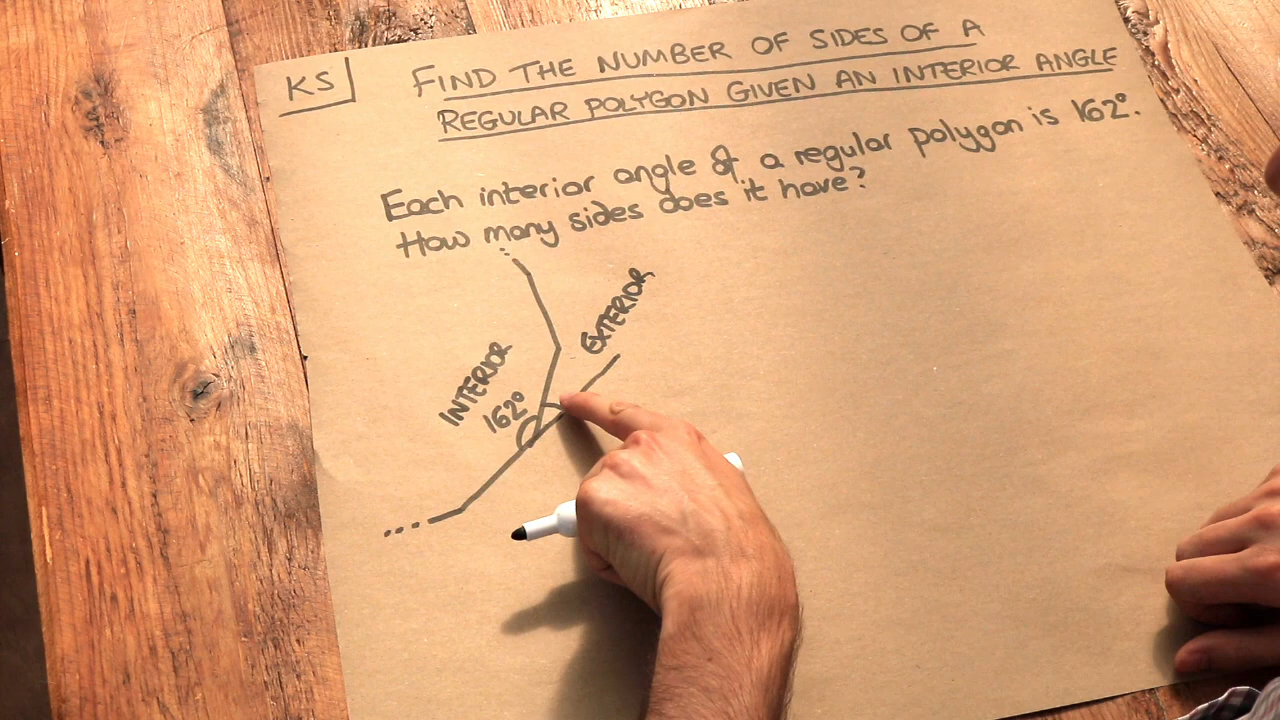 KS
FIND THE NUMBER OF SIDES OF A
REGULAR POLYGON GIVEN AN INTERIOR ANGLE
Each interior angle of a regular polygon is 162°.
How many sides does it have?
EXTERIOR
INTERIOR
162°